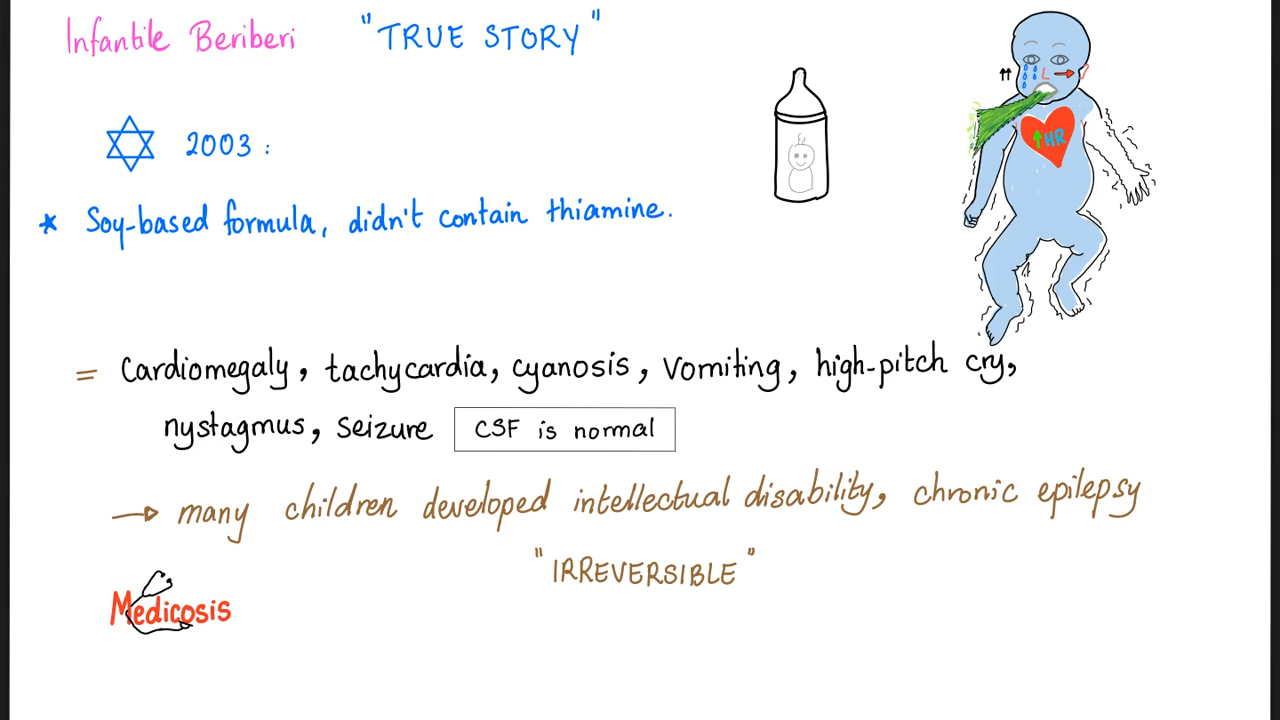 Infantile Beriberi "TRUE STORY"
2003 :
* Soy-based formula, didn't contain thiamine.
↑↑
↑HR
= Cardiomegaly, tachycardia, cyanosis, vomiting, high-pitch cry,
nystagmus, seizure CSF is normal
→ many children developed intellectual disability, chronic epilepsy
"IRREVERSIBLE"
Medicosis